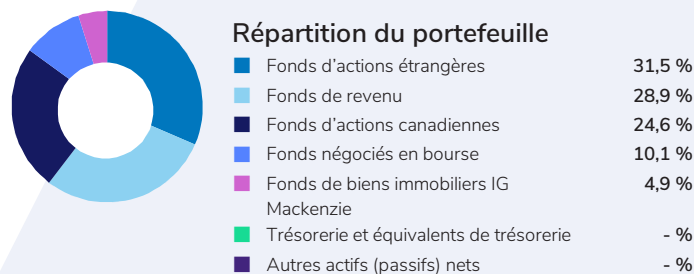 Répartition du portefeuille
Fonds d'actions étrangères 31,5 %
Fonds de revenu 28,9 %
Fonds d'actions canadiennes 24,6 %
Fonds négociés en bourse 10,1 %
Fonds de biens immobiliers IG 4,9 %
Mackenzie
Trésorerie et équivalents de trésorerie - %
Autres actifs (passifs) nets - %